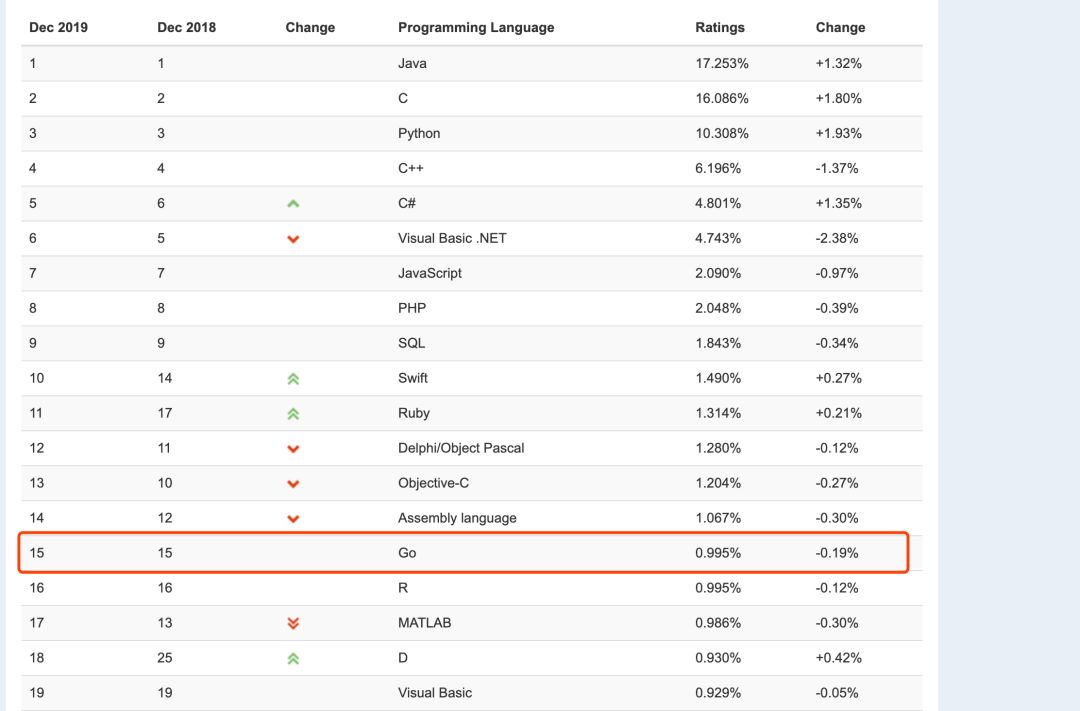 Dec 2019 Dec 2018 Change Programming Language Ratings Change
1 1 Java 17.253% +1.32%
2 2 C 16.086% +1.80%
3 3 Python 10.308% +1.93%
4 4 C++ 6.196% -1.37%
5 6 C# 4.801% +1.35%
6 5 Visual Basic .NET 4.743% -2.38%
7 7 JavaScript 2.090% -0.97%
8 8 PHP 2.048% -0.39%
9 9 SQL 1.843% -0.34%
10 14 Swift 1.490% +0.27%
11 17 Ruby 1.314% +0.21%
12 11 Delphi/Object Pascal 1.280% -0.12%
13 10 Objective-C 1.204% -0.27%
14 12 Assembly language 1.067% -0.30%
15 15 Go 0.995% -0.19%
16 16 R 0.995% -0.12%
17 13 MATLAB 0.986% -0.30%
18 25 D 0.930% +0.42%
19 19 Visual Basic 0.929% -0.05%